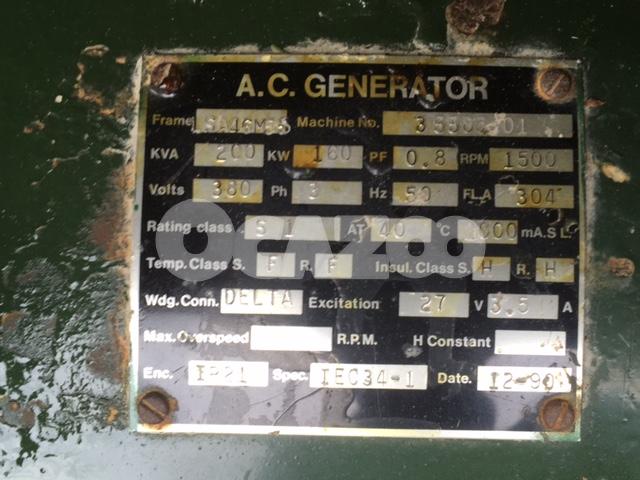 A.C. GENERATOR
Frame Machine No.
KVA 200 KW 160 PF 0.8 RPM 1500
Volts 380 Ph 3 Hz 50 FLA 304
Rating class S 1 AT 40 °C 1000 mA.S L.
OCAZOO
Temp. Class S. F R. F Insul. Class S. H R. H
Wdg. Conn. DELTA Excitation 27 V 3.5 A
Max. Overspeed R.P.M. H Constant
Enc. IP21 Spec. IEC34-1 Date. 12-90